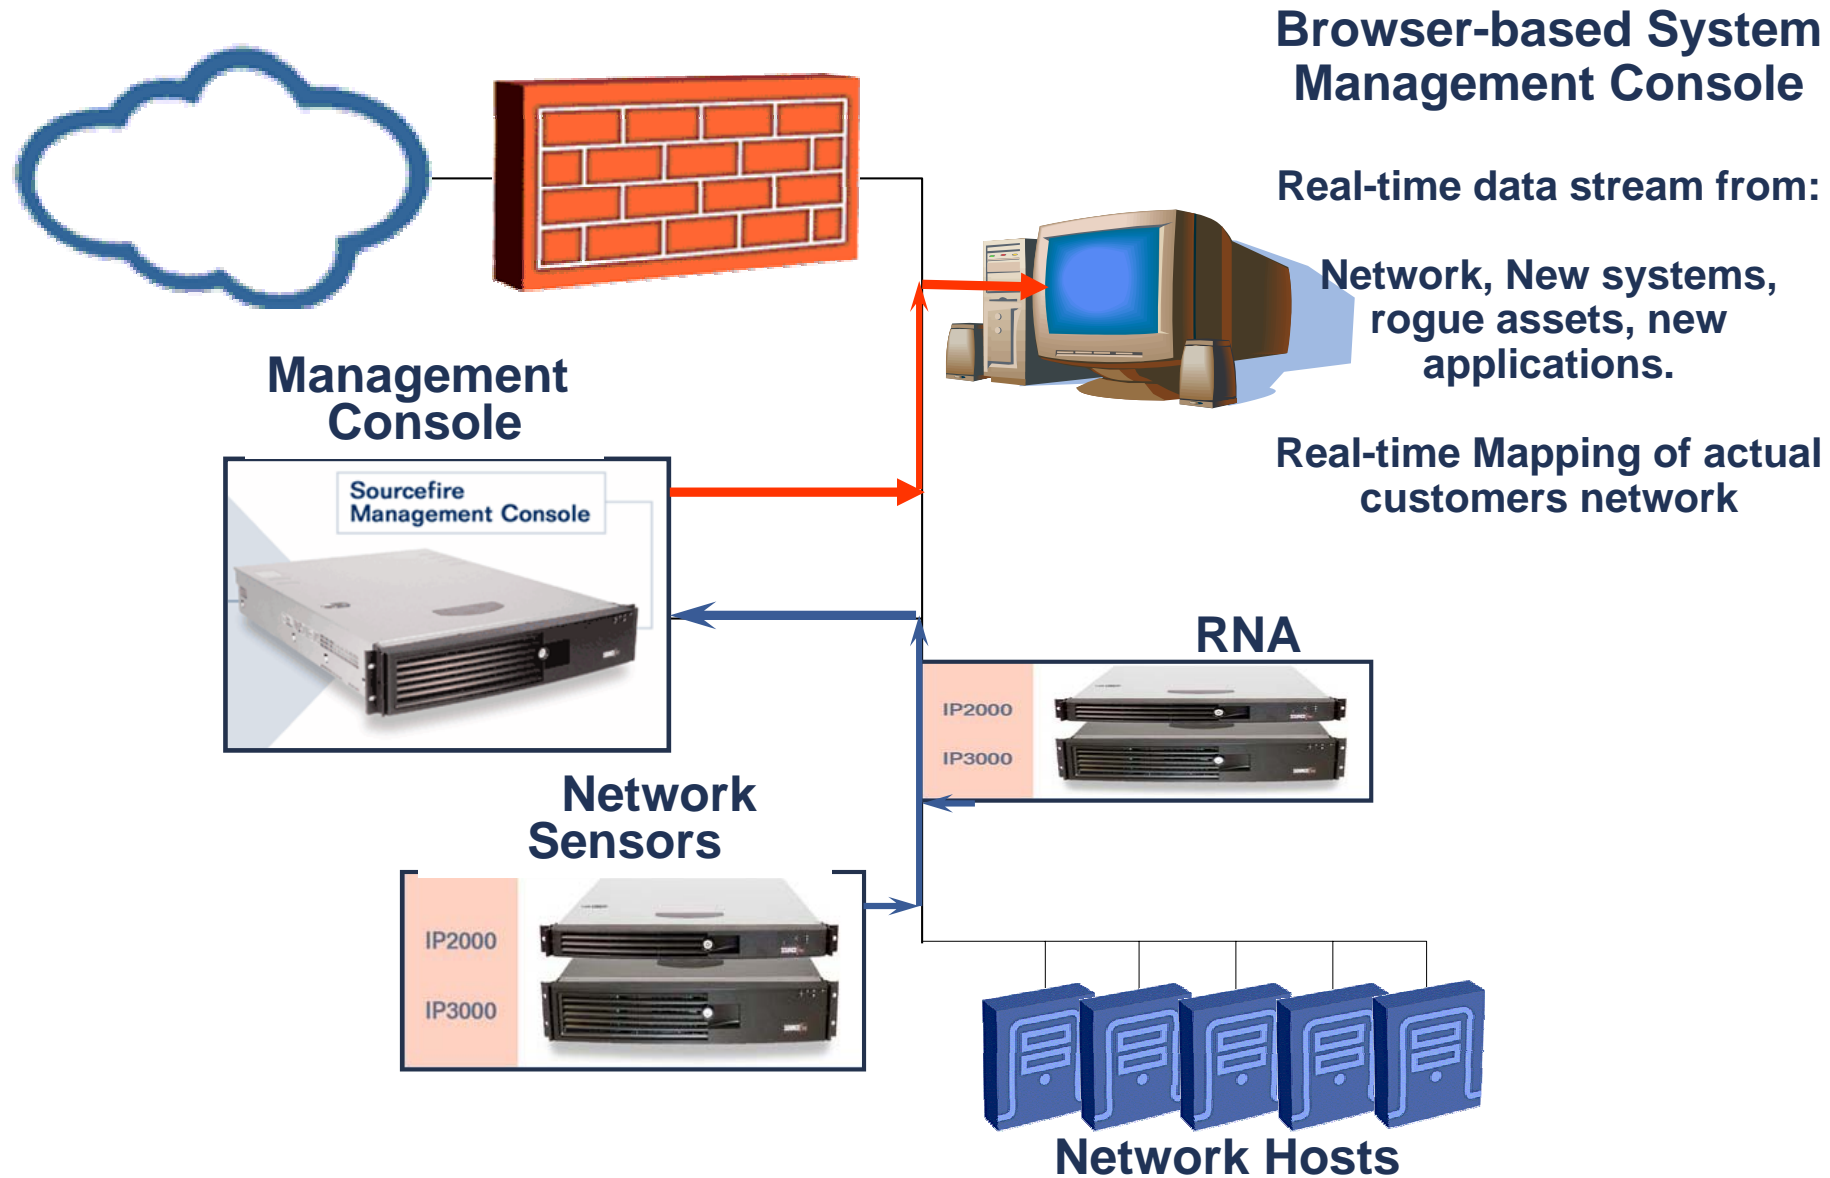 Browser-based System
Management Console
Real-time data stream from:
Network, New systems,
rogue assets, new
applications.
Real-time Mapping of actual
customers network
Management
Console
Sourcefire
Management Console
RNA
IP2000
IP3000
Network
Sensors
IP2000
IP3000
Network Hosts